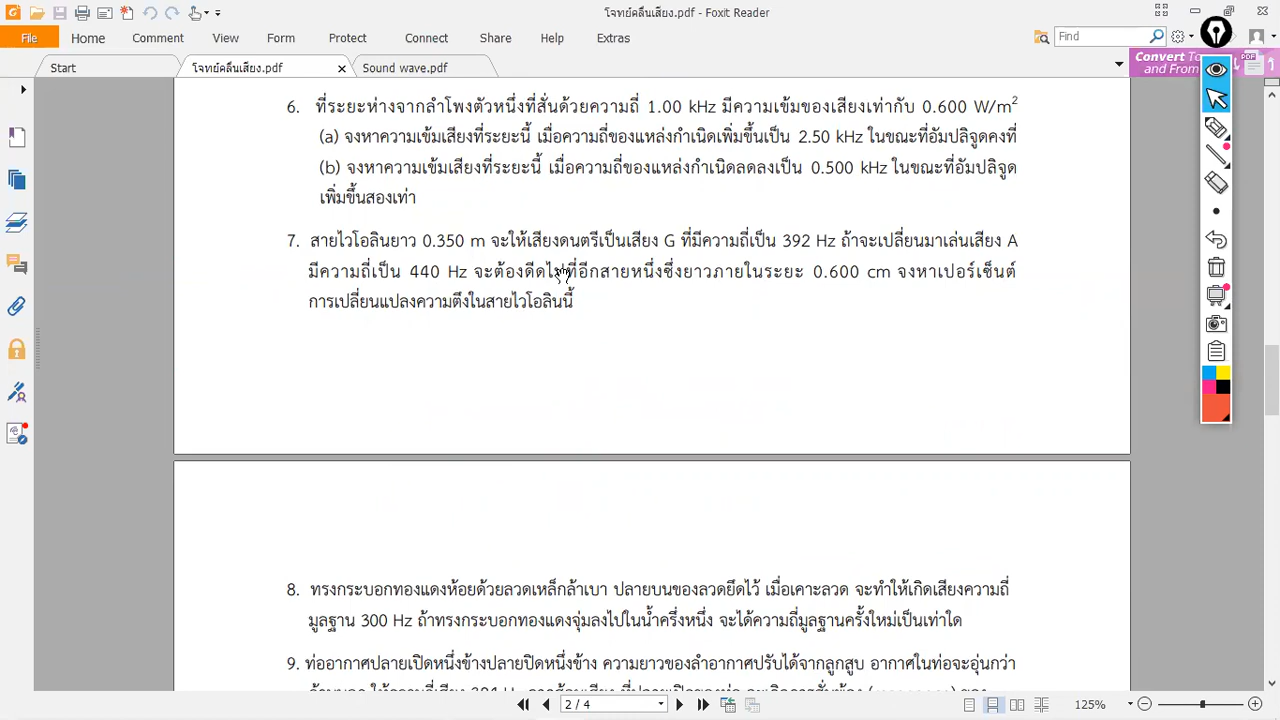 โจทย์คลื่นเสียง.pdf - Foxit Reader
File Home Comment View Form Protect Connect Share Help Extras Find
Start โจทย์คลื่นเสียง.pdf Sound wave.pdf
Convert To
and From PDF
6. ที่ระยะห่างจากลำโพงตัวหนึ่งที่สั่นด้วยความถี่ 1.00 kHz มีความเข้มของเสียงเท่ากับ 0.600 W/m2
(a) จงหาความเข้มเสียงที่ระยะนี้ เมื่อความถี่ของแหล่งกำเนิดเพิ่มขึ้นเป็น 2.50 kHz ในขณะที่อัมปลิจูดคงที่
(b) จงหาความเข้มเสียงที่ระยะนี้ เมื่อความถี่ของแหล่งกำเนิดลดลงเป็น 0.500 kHz ในขณะที่อัมปลิจูด
เพิ่มขึ้นสองเท่า
7. สายไวโอลินยาว 0.350 m จะให้เสียงดนตรีเป็นเสียง G ที่มีความถี่เป็น 392 Hz ถ้าจะเปลี่ยนมาเล่นเสียง A
มีความถี่เป็น 440 Hz จะต้องดีดไปที่อีกสายหนึ่งซึ่งยาวภายในระยะ 0.600 cm จงหาเปอร์เซ็นต์
การเปลี่ยนแปลงความตึงในสายไวโอลินนี้
8. ทรงกระบอกทองแดงห้อยด้วยลวดเหล็กล้าเบา ปลายบนของลวดยึดไว้ เมื่อเคาะลวด จะทำให้เกิดเสียงความถี่
มูลฐาน 300 Hz ถ้าทรงกระบอกทองแดงจุ่มลงไปในน้ำครึ่งหนึ่ง จะได้ความถี่มูลฐานครั้งใหม่เป็นเท่าใด
9. ท่ออากาศปลายเปิดหนึ่งข้างปลายปิดหนึ่งข้าง ความยาวของลำอากาศปรับได้จากลูกสูบ อากาศในท่อจะอุ่นกว่า
2 / 4 125%